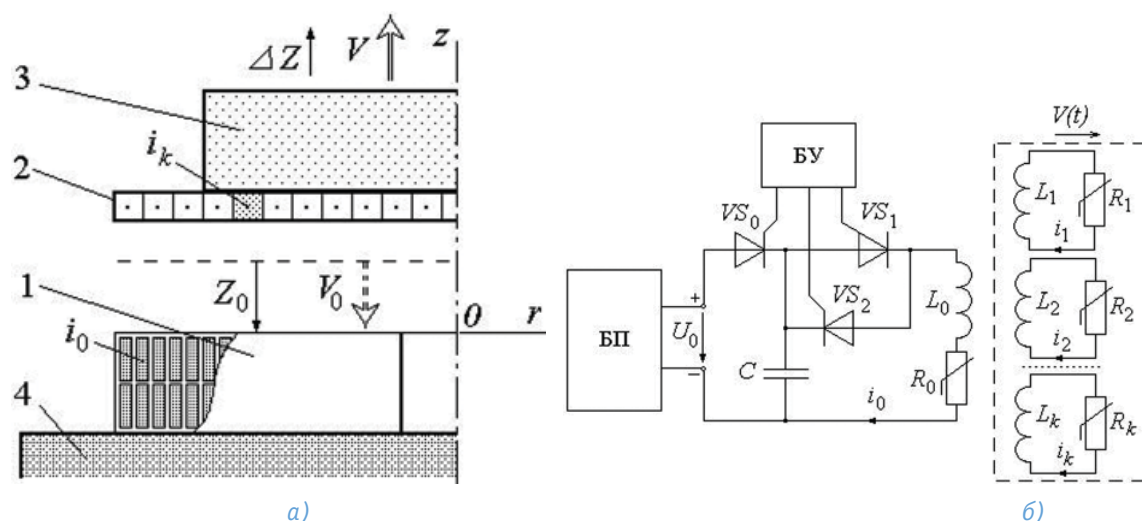 ΔZ V z
3
i_k
2
1
Z_0 V_0 0 r
i_0
4
а)
БУ
VS_0 VS_1
VS_2
БП
+
U_0
−
C
L_0
R_0
i_0
V(t)
L_1 R_1
i_1
L_2 R_2
i_2
L_k R_k
i_k
б)